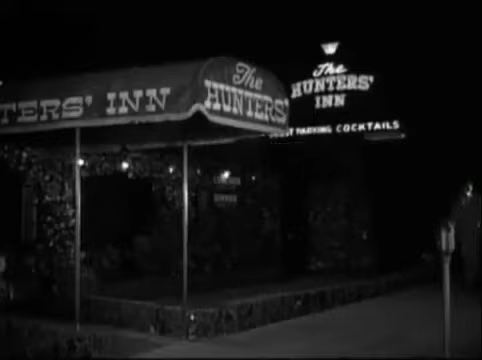 TERS' INN
The
HUNTERS'
The
HUNTERS'
INN
PARKING COCKTAILS